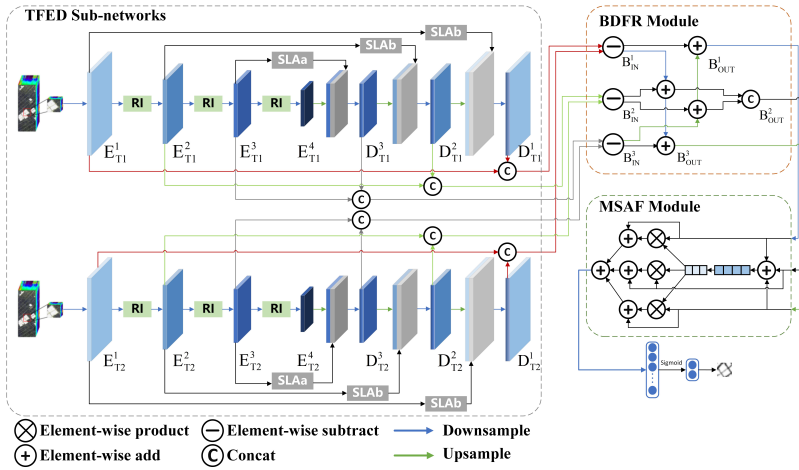 TFED Sub-networks
SLAb
SLAb
SLAa
RI RI RI
E¹T1 E²T1 E³T1 E⁴T1 D³T1 D²T1 D¹T1
C
C
C
C
C
C
RI RI RI
E¹T2 E²T2 E³T2 E⁴T2 D³T2 D²T2 D¹T2
SLAa
SLAb
SLAb
BDFR Module
B¹IN B¹OUT
B²IN C B²OUT
B³IN B³OUT
MSAF Module
Sigmoid
Element-wise product Element-wise subtract Downsample
Element-wise add C Concat Upsample